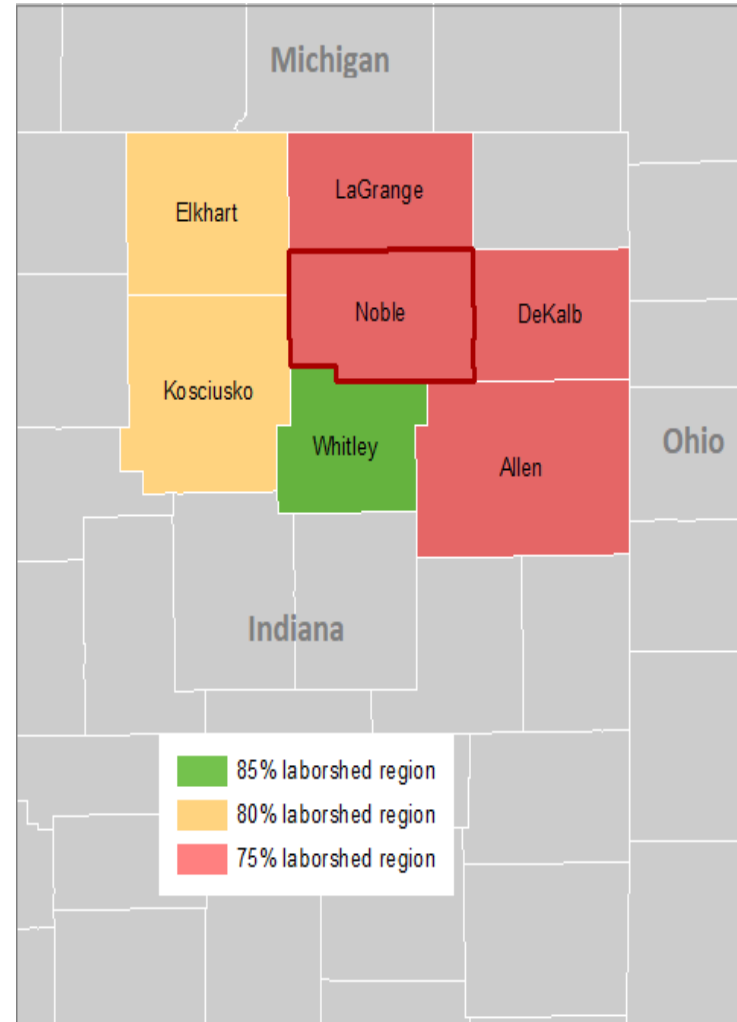 Michigan
LaGrange
Elkhart
Noble
DeKalb
Kosciusko
Whitley
Allen
Ohio
Indiana
85% laborshed region
80% laborshed region
75% laborshed region